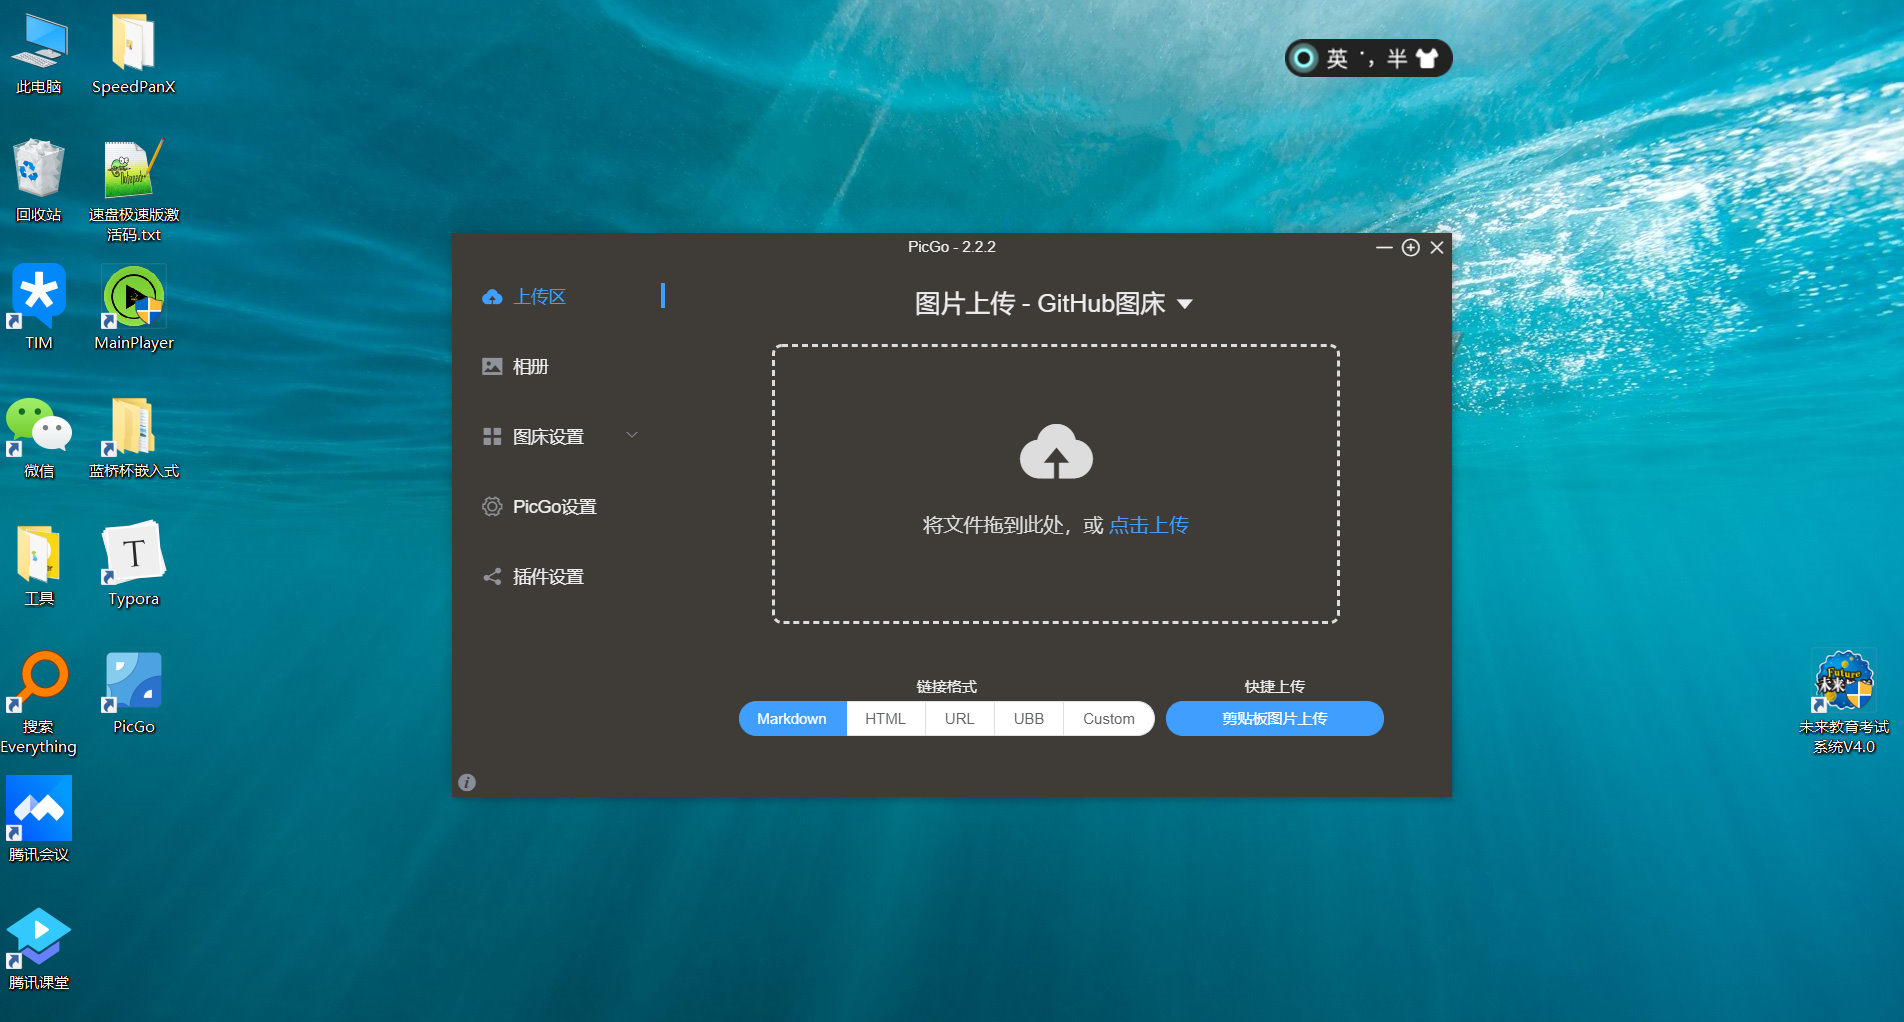 此电脑
SpeedPanX
回收站
速盘极速版激
活码.txt
TIM
MainPlayer
微信
蓝桥杯嵌入式
工具
Typora
搜索
Everything
PicGo
腾讯会议
腾讯课堂
英 半
PicGo - 2.2.2
上传区
相册
图床设置
PicGo设置
插件设置
图片上传 - GitHub图床
将文件拖到此处，或 点击上传
链接格式
快捷上传
Markdown
HTML
URL
UBB
Custom
剪贴板图片上传
Future
未来教育考试
系统V4.0